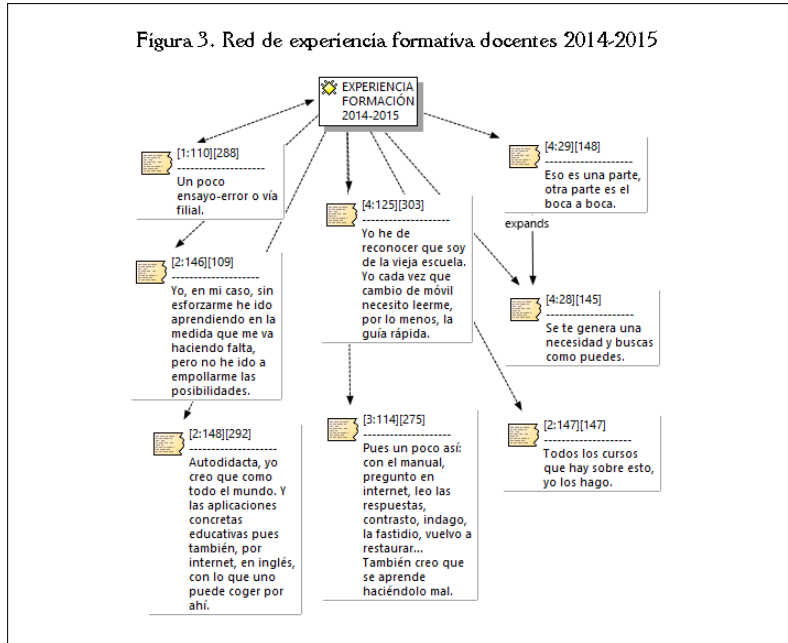 Figura 3. Red de experiencia formativa docentes 2014-2015
EXPERIENCIA
FORMACIÓN
2014-2015
[1:110][288]
--------------------
Un poco
ensayo-error o vía
filial.
[4:29][148]
--------------------
Eso es una parte,
otra parte es el
boca a boca.
expands
[4:125][303]
--------------------
Yo he de
reconocer que soy
de la vieja escuela.
Yo cada vez que
cambio de móvil
necesito leerme,
por lo menos, la
guía rápida.
[2:146][109]
--------------------
Yo, en mi caso, sin
esforzarme he ido
aprendiendo en la
medida que me va
haciendo falta,
pero no he ido a
empollarme las
posibilidades.
[4:28][145]
--------------------
Se te genera una
necesidad y buscas
como puedes.
[2:148][292]
--------------------
Autodidacta, yo
creo que como
todo el mundo. Y
las aplicaciones
concretas
educativas pues
también, por
internet, en inglés,
con lo que uno
puede coger por
ahí.
[3:114][275]
--------------------
Pues un poco así:
con el manual,
pregunto en
internet, leo las
respuestas,
contrasto, indago,
la fastidio, vuelvo a
restaurar...
También creo que
se aprende
haciéndolo mal.
[2:147][147]
--------------------
Todos los cursos
que hay sobre esto,
yo los hago.